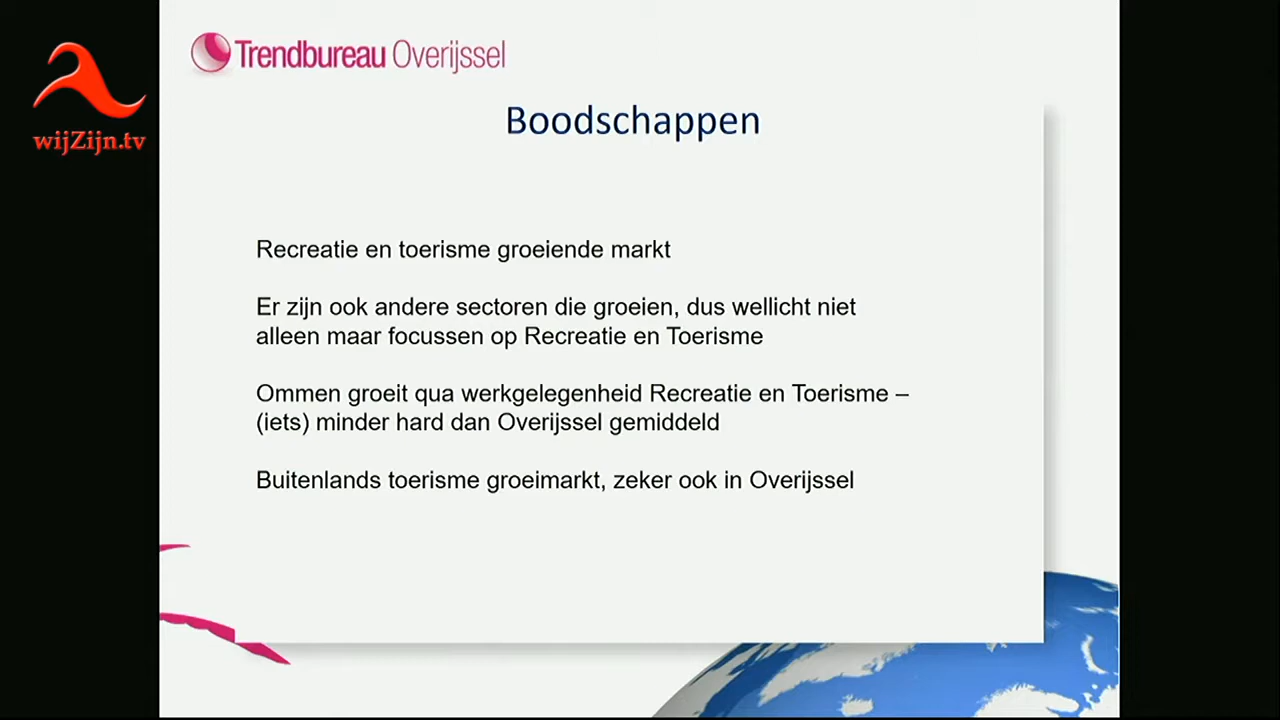 Trendbureau Overijssel
wijZijn.tv
Boodschappen
Recreatie en toerisme groeiende markt
Er zijn ook andere sectoren die groeien, dus wellicht niet
alleen maar focussen op Recreatie en Toerisme
Ommen groeit qua werkgelegenheid Recreatie en Toerisme –
(iets) minder hard dan Overijssel gemiddeld
Buitenlands toerisme groeimarkt, zeker ook in Overijssel